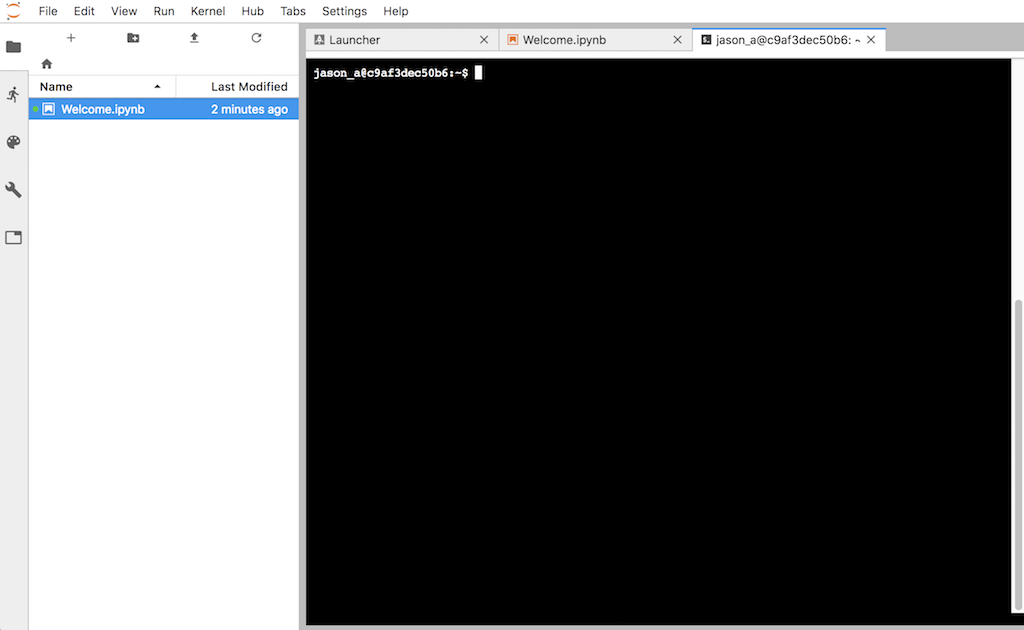 File Edit View Run Kernel Hub Tabs Settings Help
Launcher Welcome.ipynb jason_a@c9af3dec50b6: ~
Name Last Modified
Welcome.ipynb 2 minutes ago
jason_a@c9af3dec50b6:~$